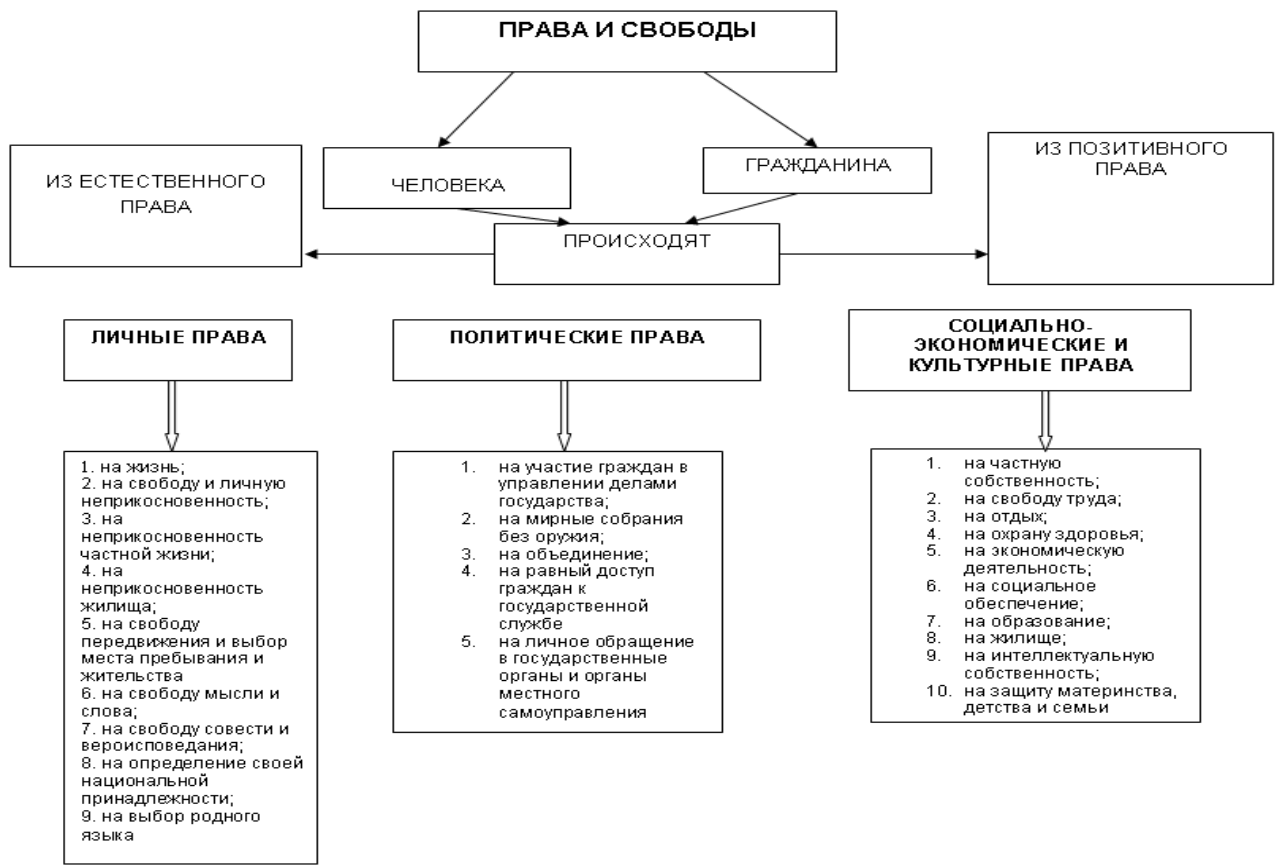 ПРАВА И СВОБОДЫ
ИЗ ЕСТЕСТВЕННОГО
ПРАВА
ЧЕЛОВЕКА
ГРАЖДАНИНА
ИЗ ПОЗИТИВНОГО
ПРАВА
ПРОИСХОДЯТ
ЛИЧНЫЕ ПРАВА
1. на жизнь;
2. на свободу и личную
неприкосновенность;
3. на
неприкосновенность
частной жизни;
4. на
неприкосновенность
жилища;
5. на свободу
передвижения и выбор
места пребывания и
жительства
6. на свободу мысли и
слова;
7. на свободу совести и
вероисповедания;
8. на определение своей
национальной
принадлежности;
9. на выбор родного
языка
ПОЛИТИЧЕСКИЕ ПРАВА
1. на участие граждан в
управлении делами
государства;
2. на мирные собрания
без оружия;
3. на объединение;
4. на равный доступ
граждан к
государственной
службе
5. на личное обращение
в государственные
органы и органы
местного
самоуправления
СОЦИАЛЬНО-
ЭКОНОМИЧЕСКИЕ И
КУЛЬТУРНЫЕ ПРАВА
1. на частную
собственность;
2. на свободу труда;
3. на отдых;
4. на охрану здоровья;
5. на экономическую
деятельность;
6. на социальное
обеспечение;
7. на образование;
8. на жилище;
9. на интеллектуальную
собственность;
10. на защиту материнства,
детства и семьи